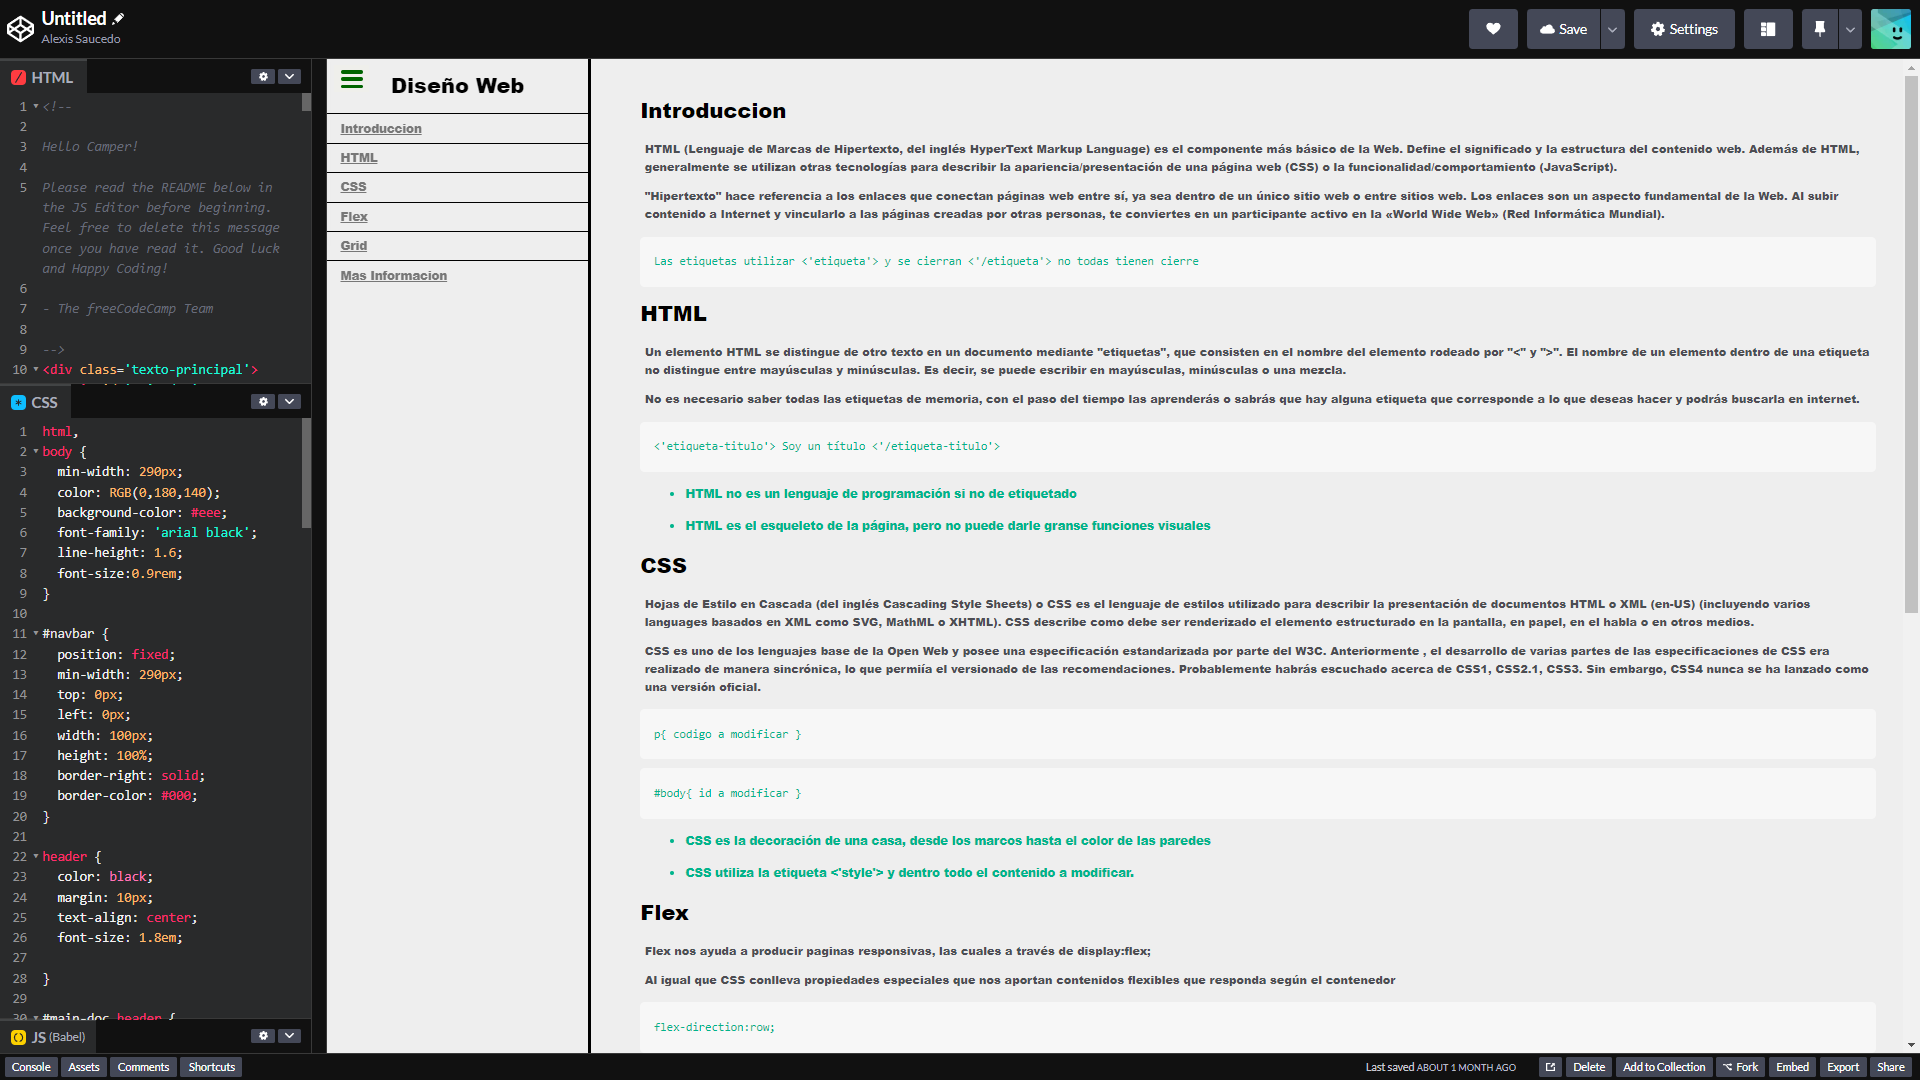 Untitled
Alexis Saucedo
Save
Settings
HTML
1 <!--
2
3 Hello Camper!
4
5 Please read the README below in
the JS Editor before beginning.
Feel free to delete this message
once you have read it. Good luck
and Happy Coding!
6
7 - The freeCodeCamp Team
8
9 -->
10 <div class='texto-principal'>
CSS
1 html,
2 body {
3 min-width: 290px;
4 color: RGB(0,180,140);
5 background-color: #eee;
6 font-family: 'arial black';
7 line-height: 1.6;
8 font-size:0.9rem;
9 }
10
11 #navbar {
12 position: fixed;
13 min-width: 290px;
14 top: 0px;
15 left: 0px;
16 width: 100px;
17 height: 100%;
18 border-right: solid;
19 border-color: #000;
20 }
21
22 header {
23 color: black;
24 margin: 10px;
25 text-align: center;
26 font-size: 1.8em;
27
28 }
29
30 #main-doc header {
JS (Babel)
Diseño Web
Introduccion
HTML
CSS
Flex
Grid
Mas Informacion
Introduccion
HTML (Lenguaje de Marcas de Hipertexto, del inglés HyperText Markup Language) es el componente más básico de la Web. Define el significado y la estructura del contenido web. Además de HTML,
generalmente se utilizan otras tecnologías para describir la apariencia/presentación de una página web (CSS) o la funcionalidad/comportamiento (JavaScript).
"Hipertexto" hace referencia a los enlaces que conectan páginas web entre sí, ya sea dentro de un único sitio web o entre sitios web. Los enlaces son un aspecto fundamental de la Web. Al subir
contenido a Internet y vincularlo a las páginas creadas por otras personas, te conviertes en un participante activo en la «World Wide Web» (Red Informática Mundial).
Las etiquetas utilizar <'etiqueta'> y se cierran <'/etiqueta'> no todas tienen cierre
HTML
Un elemento HTML se distingue de otro texto en un documento mediante "etiquetas", que consisten en el nombre del elemento rodeado por "<" y ">". El nombre de un elemento dentro de una etiqueta
no distingue entre mayúsculas y minúsculas. Es decir, se puede escribir en mayúsculas, minúsculas o una mezcla.
No es necesario saber todas las etiquetas de memoria, con el paso del tiempo las aprenderás o sabrás que hay alguna etiqueta que corresponde a lo que deseas hacer y podrás buscarla en internet.
<'etiqueta-titulo'> Soy un título <'/etiqueta-titulo'>
• HTML no es un lenguaje de programación si no de etiquetado
• HTML es el esqueleto de la página, pero no puede darle granse funciones visuales
CSS
Hojas de Estilo en Cascada (del inglés Cascading Style Sheets) o CSS es el lenguaje de estilos utilizado para describir la presentación de documentos HTML o XML (en-US) (incluyendo varios
languages basados en XML como SVG, MathML o XHTML). CSS describe como debe ser renderizado el elemento estructurado en la pantalla, en papel, en el habla o en otros medios.
CSS es uno de los lenguajes base de la Open Web y posee una especificación estandarizada por parte del W3C. Anteriormente , el desarrollo de varias partes de las especificaciones de CSS era
realizado de manera sincrónica, lo que permiía el versionado de las recomendaciones. Probablemente habrás escuchado acerca de CSS1, CSS2.1, CSS3. Sin embargo, CSS4 nunca se ha lanzado como
una versión oficial.
p{ codigo a modificar }
#body{ id a modificar }
• CSS es la decoración de una casa, desde los marcos hasta el color de las paredes
• CSS utiliza la etiqueta <'style'> y dentro todo el contenido a modificar.
Flex
Flex nos ayuda a producir paginas responsivas, las cuales a través de display:flex;
Al igual que CSS conlleva propiedades especiales que nos aportan contenidos flexibles que responda según el contenedor
flex-direction:row;
Console Assets Comments Shortcuts
Last saved ABOUT 1 MONTH AGO
Delete Add to Collection Fork Embed Export Share